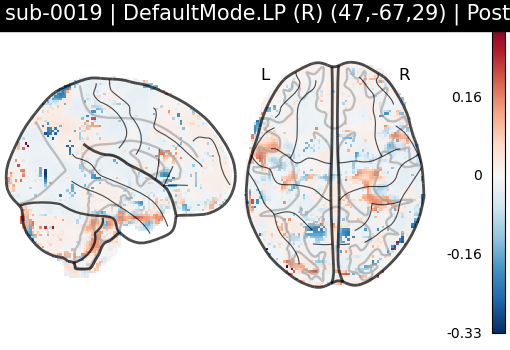 sub-0019 | DefaultMode.LP (R) (47,-67,29) | Post
L
R
0.16
0
-0.16
-0.33